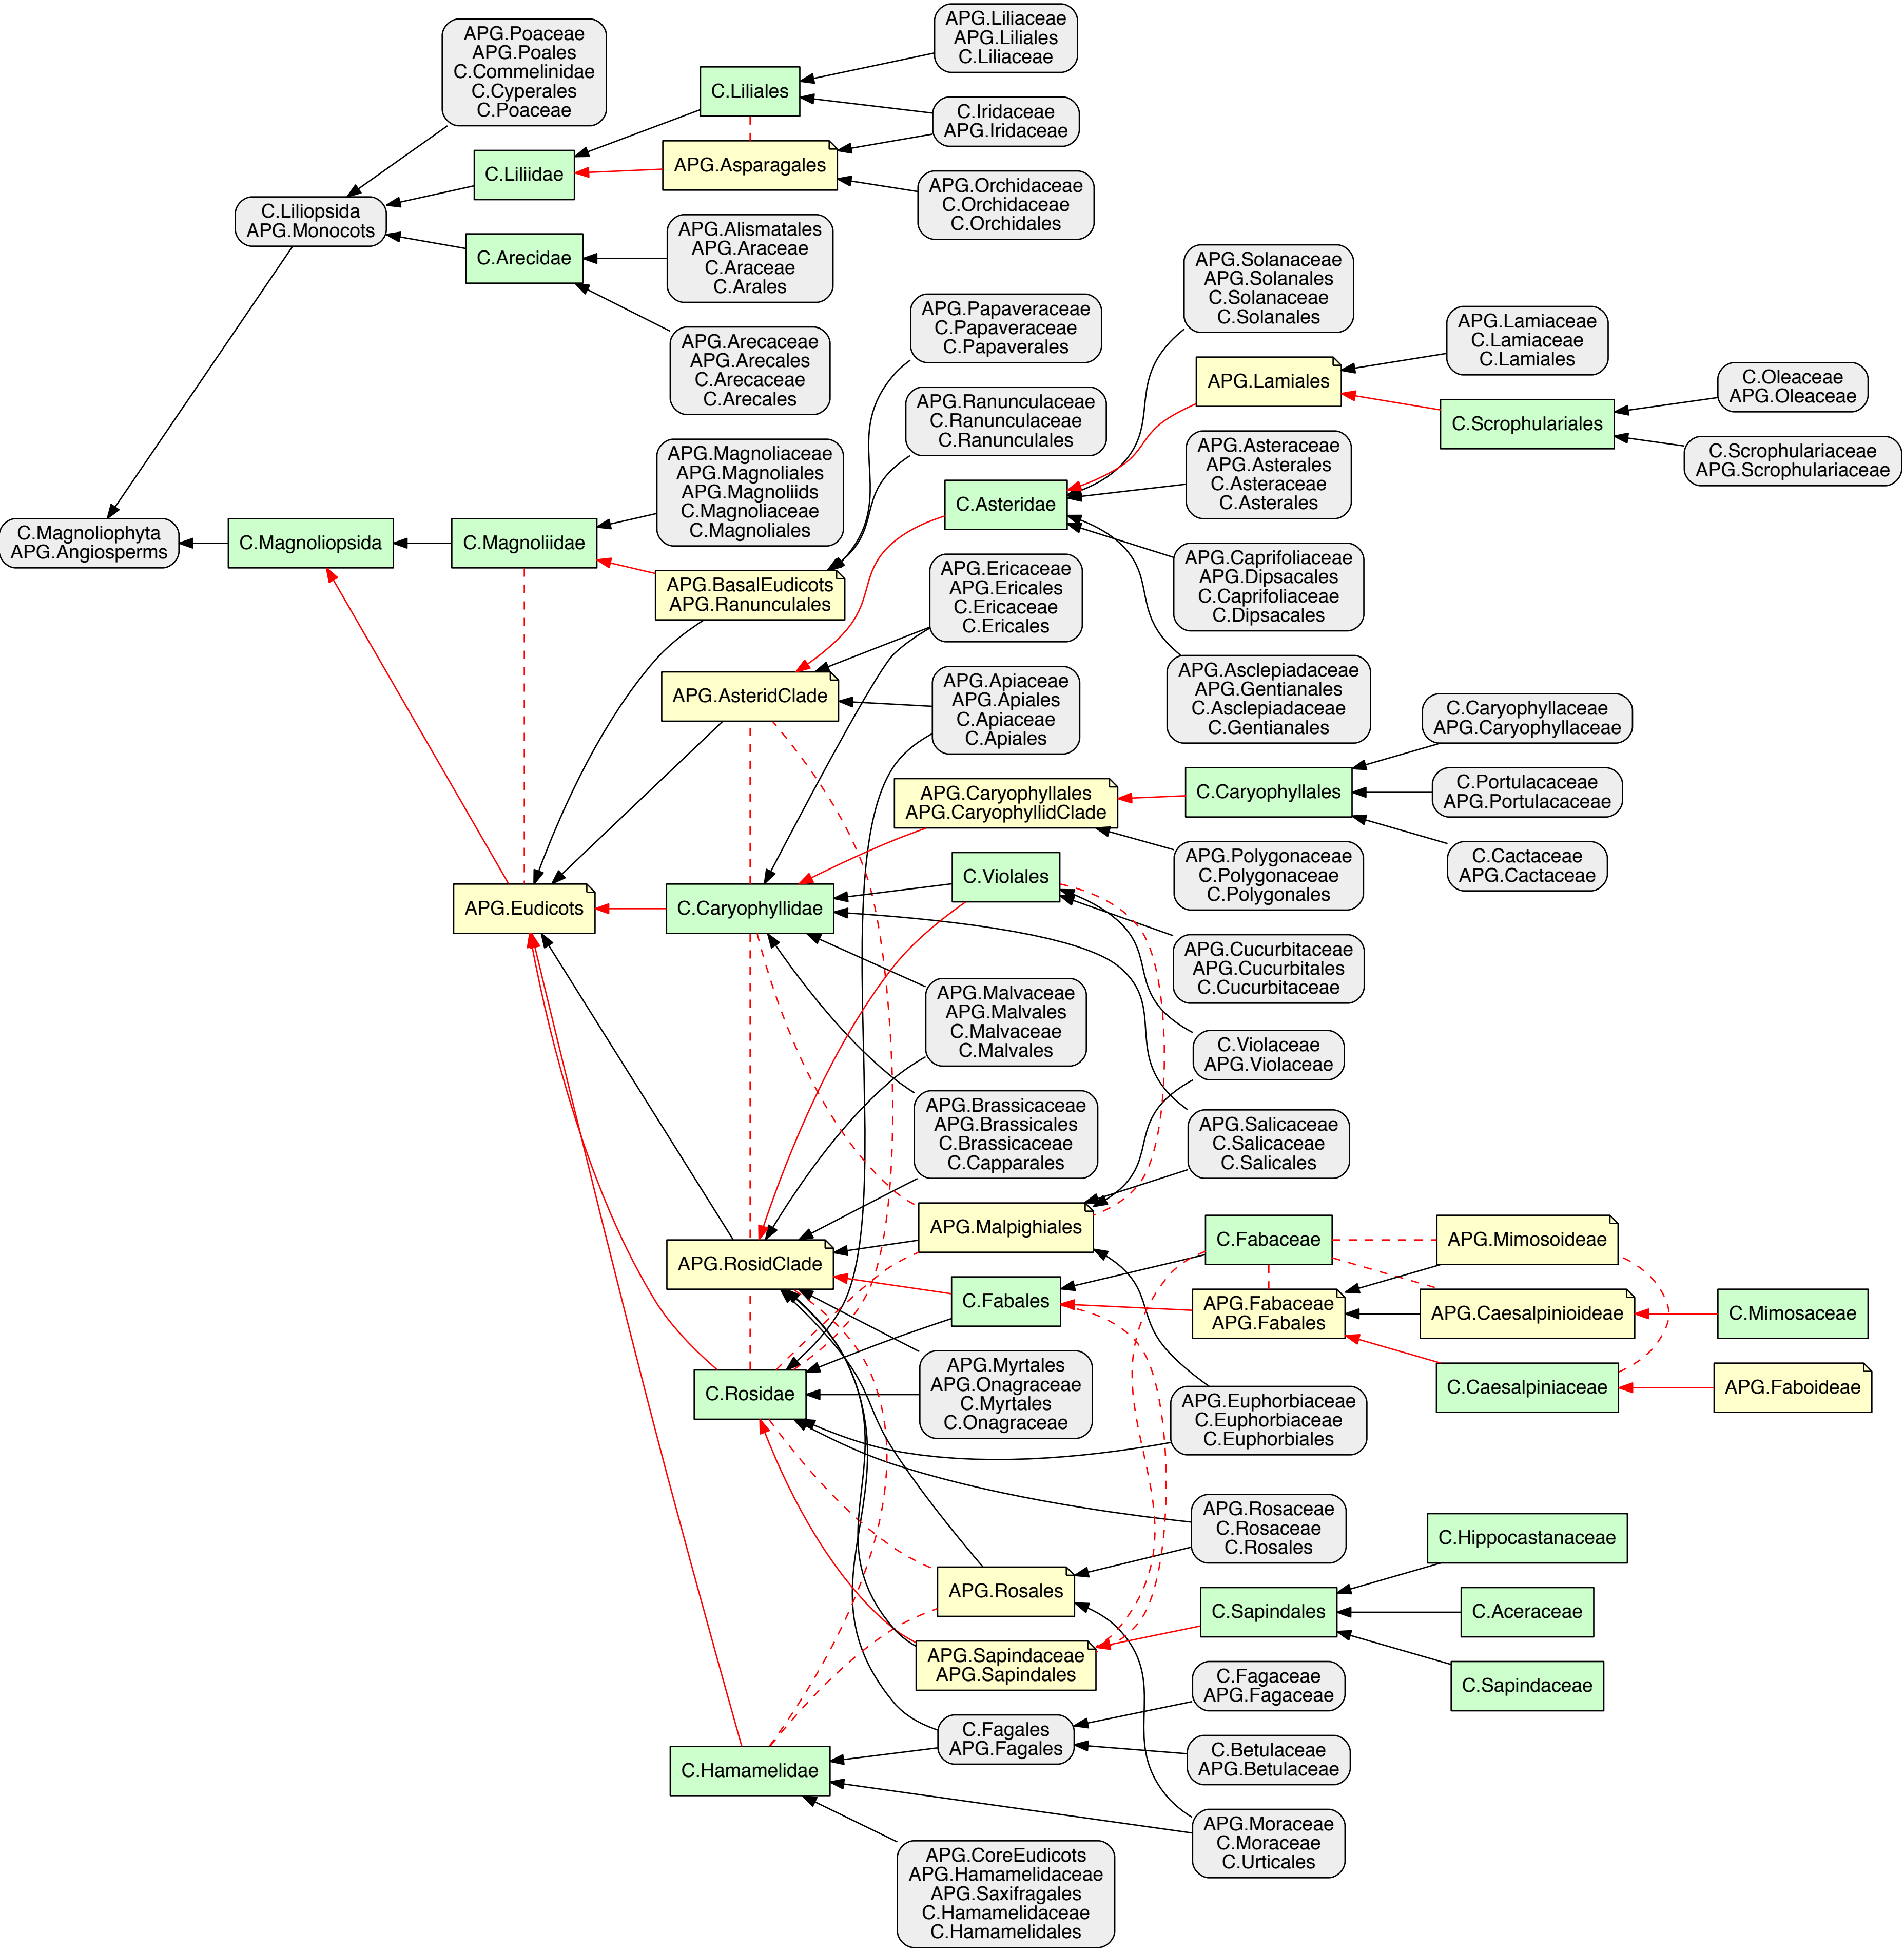 APG.Liliaceae
APG.Liliales
C.Liliaceae
APG.Poaceae
APG.Poales
C.Commelinidae
C.Cyperales
C.Poaceae
C.Liliales
C.Iridaceae
APG.Iridaceae
APG.Asparagales
C.Liliidae
APG.Orchidaceae
C.Orchidaceae
C.Orchidales
C.Liliopsida
APG.Monocots
APG.Alismatales
APG.Araceae
C.Araceae
C.Arales
C.Arecidae
APG.Solanaceae
APG.Solanales
C.Solanaceae
C.Solanales
APG.Papaveraceae
C.Papaveraceae
C.Papaverales
APG.Lamiaceae
C.Lamiaceae
C.Lamiales
APG.Arecaceae
APG.Arecales
C.Arecaceae
C.Arecales
APG.Lamiales
C.Oleaceae
APG.Oleaceae
APG.Ranunculaceae
C.Ranunculaceae
C.Ranunculales
C.Scrophulariales
APG.Magnoliaceae
APG.Magnoliales
APG.Magnoliids
C.Magnoliaceae
C.Magnoliales
APG.Asteraceae
APG.Asterales
C.Asteraceae
C.Asterales
C.Scrophulariaceae
APG.Scrophulariaceae
C.Asteridae
C.Magnoliophyta
APG.Angiosperms
C.Magnoliopsida
C.Magnoliidae
APG.Caprifoliaceae
APG.Dipsacales
C.Caprifoliaceae
C.Dipsacales
APG.BasalEudicots
APG.Ranunculales
APG.Ericaceae
APG.Ericales
C.Ericaceae
C.Ericales
APG.AsteridClade
APG.Apiaceae
APG.Apiales
C.Apiaceae
C.Apiales
APG.Asclepiadaceae
APG.Gentianales
C.Asclepiadaceae
C.Gentianales
C.Caryophyllaceae
APG.Caryophyllaceae
APG.Caryophyllales
APG.CaryophyllidClade
C.Caryophyllales
C.Portulacaceae
APG.Portulacaceae
APG.Polygonaceae
C.Polygonaceae
C.Polygonales
C.Cactaceae
APG.Cactaceae
C.Violales
APG.Eudicots
C.Caryophyllidae
APG.Cucurbitaceae
APG.Cucurbitales
C.Cucurbitaceae
APG.Malvaceae
APG.Malvales
C.Malvaceae
C.Malvales
C.Violaceae
APG.Violaceae
APG.Brassicaceae
APG.Brassicales
C.Brassicaceae
C.Capparales
APG.Salicaceae
C.Salicaceae
C.Salicales
APG.Malpighiales
C.Fabaceae
APG.Mimosoideae
APG.RosidClade
C.Fabales
APG.Fabaceae
APG.Fabales
APG.Caesalpinioideae
C.Mimosaceae
C.Rosidae
APG.Myrtales
APG.Onagraceae
C.Myrtales
C.Onagraceae
C.Caesalpiniaceae
APG.Faboideae
APG.Euphorbiaceae
C.Euphorbiaceae
C.Euphorbiales
APG.Rosaceae
C.Rosaceae
C.Rosales
C.Hippocastanaceae
APG.Rosales
C.Sapindales
C.Aceraceae
APG.Sapindaceae
APG.Sapindales
C.Fagaceae
APG.Fagaceae
C.Sapindaceae
C.Fagales
APG.Fagales
C.Betulaceae
APG.Betulaceae
C.Hamamelidae
APG.Moraceae
C.Moraceae
C.Urticales
APG.CoreEudicots
APG.Hamamelidaceae
APG.Saxifragales
C.Hamamelidaceae
C.Hamamelidales